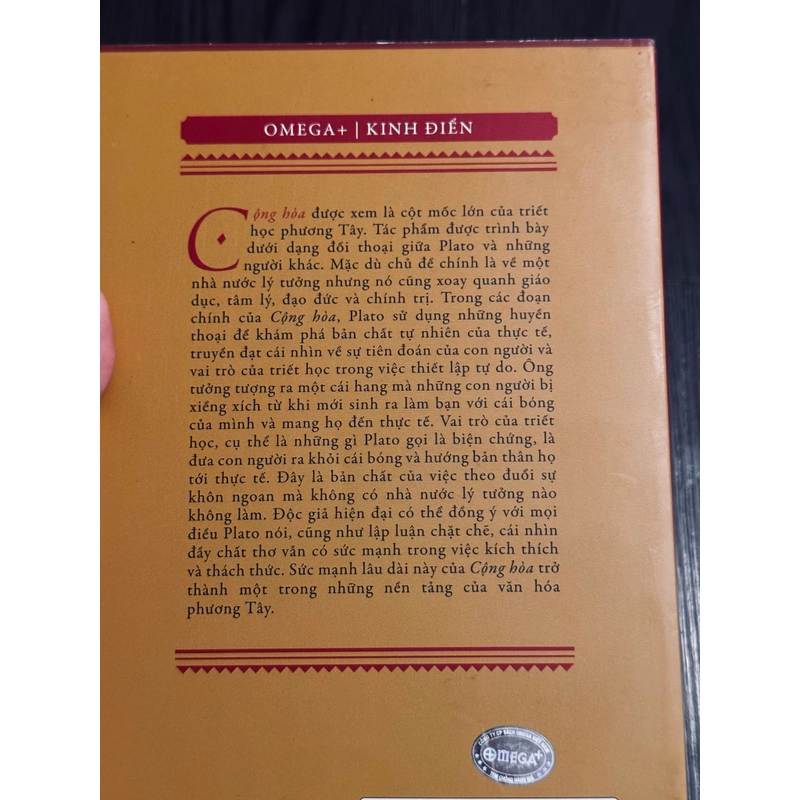 OMEGA+ | KINH ĐIỂN
Cộng hòa được xem là cột mốc lớn của triết
học phương Tây. Tác phẩm được trình bày
dưới dạng đối thoại giữa Plato và những
người khác. Mặc dù chủ đề chính là về một
nhà nước lý tưởng nhưng nó cũng xoay quanh giáo
dục, tâm lý, đạo đức và chính trị. Trong các đoạn
chính của Cộng hòa, Plato sử dụng những huyền
thoại để khám phá bản chất tự nhiên của thực tế,
truyền đạt cái nhìn về sự tiên đoán của con người và
vai trò của triết học trong việc thiết lập tự do. Ông
tưởng tượng ra một cái hang mà những con người bị
xiềng xích từ khi mới sinh ra làm bạn với cái bóng
của mình và mang họ đến thực tế. Vai trò của triết
học, cụ thể là những gì Plato gọi là biện chứng, là
đưa con người ra khỏi cái bóng và hướng bản thân họ
tới thực tế. Đây là bản chất của việc theo đuổi sự
khôn ngoan mà không có nhà nước lý tưởng nào
không làm. Độc giả hiện đại có thể đồng ý với mọi
điều Plato nói, cũng như lập luận chặt chẽ, cái nhìn
đầy chất thơ vẫn có sức mạnh trong việc kích thích
và thách thức. Sức mạnh lâu dài này của Cộng hòa trở
thành một trong những nền tảng của văn hóa
phương Tây.
CÔNG TY CP SÁCH OMEGA VIỆT NAM
OMEGA+
TEM CHỐNG HÀNG GIẢ